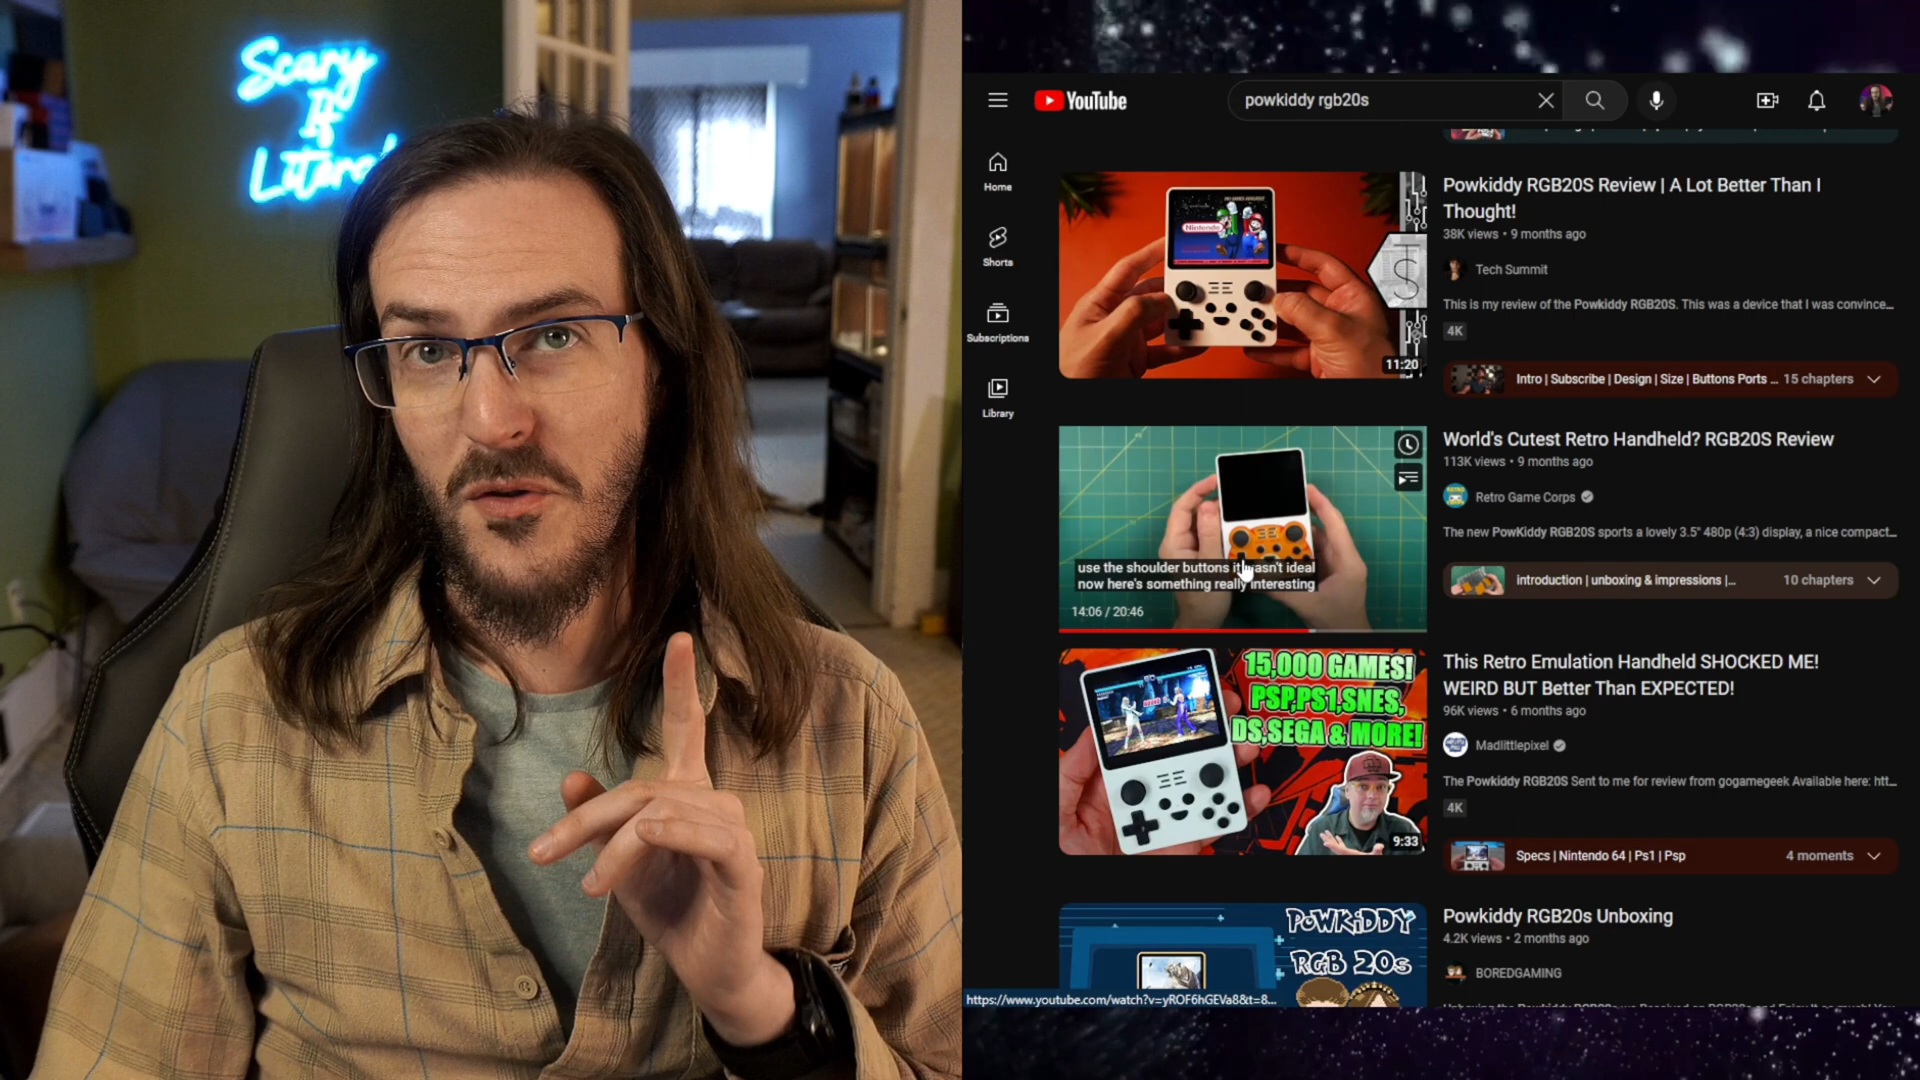 Scary
If
YouTube
powkiddy rgb20s
Home
Shorts
Subscriptions
Library
Nintendo
11:20
Powkiddy RGB20S Review | A Lot Better Than I
Thought!
38K views • 9 months ago
Tech Summit
This is my review of the Powkiddy RGB20S. This was a device that I was convince...
4K
Intro | Subscribe | Design | Size | Buttons Ports ... 15 chapters
use the shoulder buttons it wasn't ideal
now here's something really interesting
14:06 / 20:46
World's Cutest Retro Handheld? RGB20S Review
113K views • 9 months ago
Retro Game Corps
The new PowKiddy RGB20S sports a lovely 3.5" 480p (4:3) display, a nice compact...
introduction | unboxing & impressions |... 10 chapters
15,000 GAMES!
PSP,PS1,SNES,
DS,SEGA & MORE!
9:33
This Retro Emulation Handheld SHOCKED ME!
WEIRD BUT Better Than EXPECTED!
96K views • 6 months ago
Madlittlepixel
The Powkiddy RGB20S Sent to me for review from gogamegeek Available here: htt...
4K
Specs | Nintendo 64 | Ps1 | Psp 4 moments
POWKiDDY
RGB 20s
Powkiddy RGB20s Unboxing
4.2K views • 2 months ago
BOREDGAMING
https://www.youtube.com/watch?v=yROF6hGEVa8&t=8...